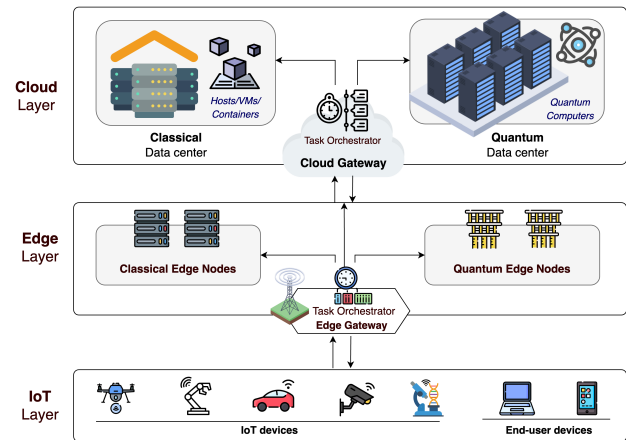 Cloud
Layer
Hosts/VMs/
Containers
Classical
Data center
Quantum
Computers
Quantum
Data center
Task Orchestrator
Cloud Gateway
Edge
Layer
Classical Edge Nodes
Quantum Edge Nodes
Task Orchestrator
Edge Gateway
IoT
Layer
IoT devices
End-user devices